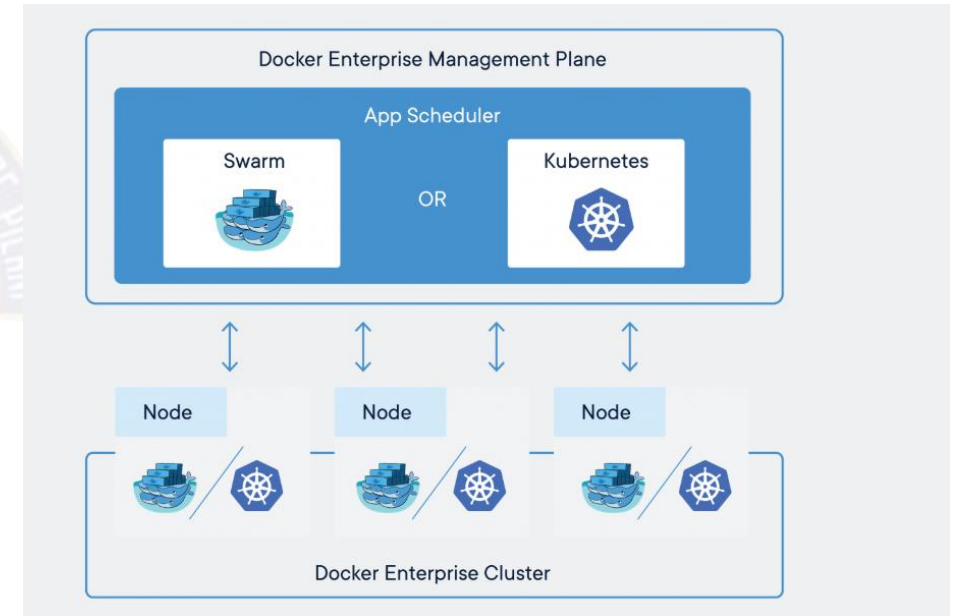 Docker Enterprise Management Plane
App Scheduler
Swarm
OR
Kubernetes
Node
Node
Node
Docker Enterprise Cluster